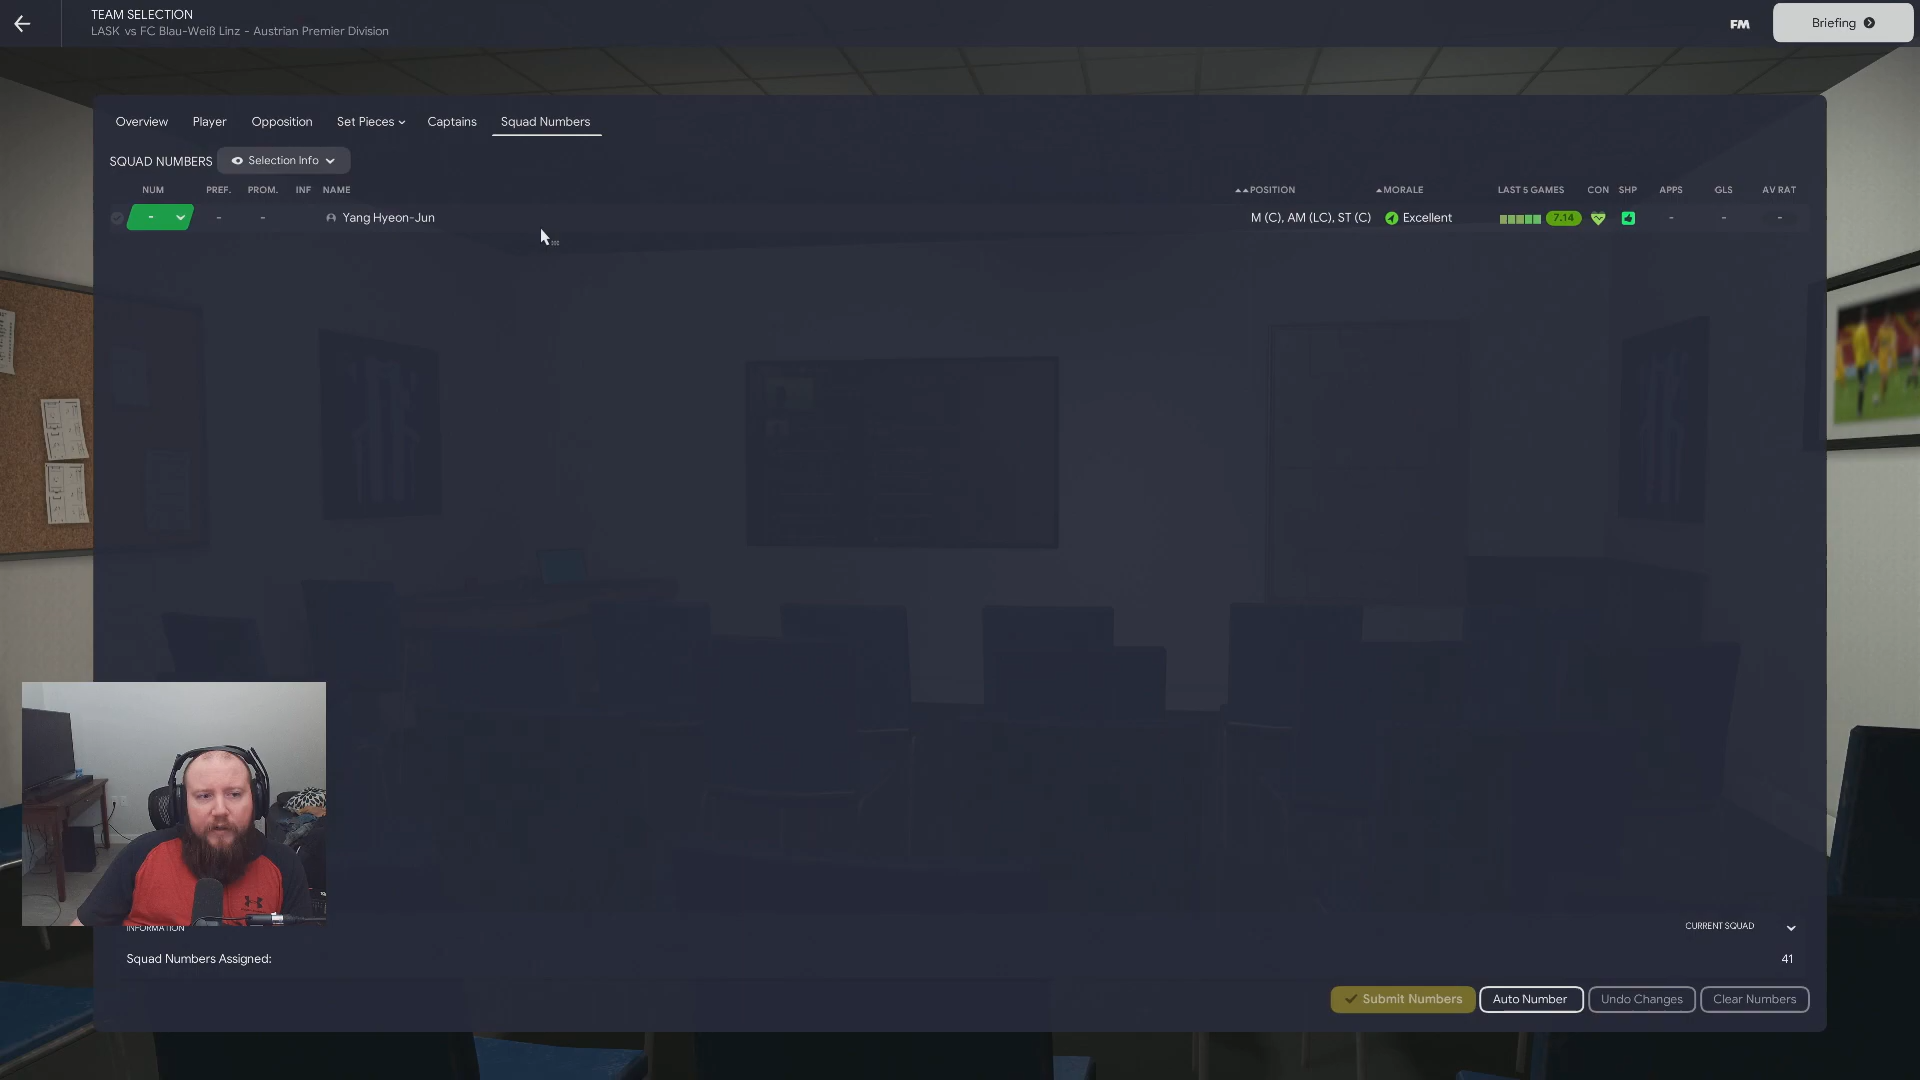 TEAM SELECTION
LASK vs FC Blau-Weiß Linz - Austrian Premier Division
FM
Briefing
Overview Player Opposition Set Pieces Captains Squad Numbers
SQUAD NUMBERS Selection Info
NUM PREF. PROM. INF NAME POSITION MORALE LAST 5 GAMES CON SHP APPS GLS AV RAT
- - - Yang Hyeon-Jun M (C), AM (LC), ST (C) Excellent 7.14 - - -
INFORMATION CURRENT SQUAD
Squad Numbers Assigned: 41
Submit Numbers Auto Number Undo Changes Clear Numbers